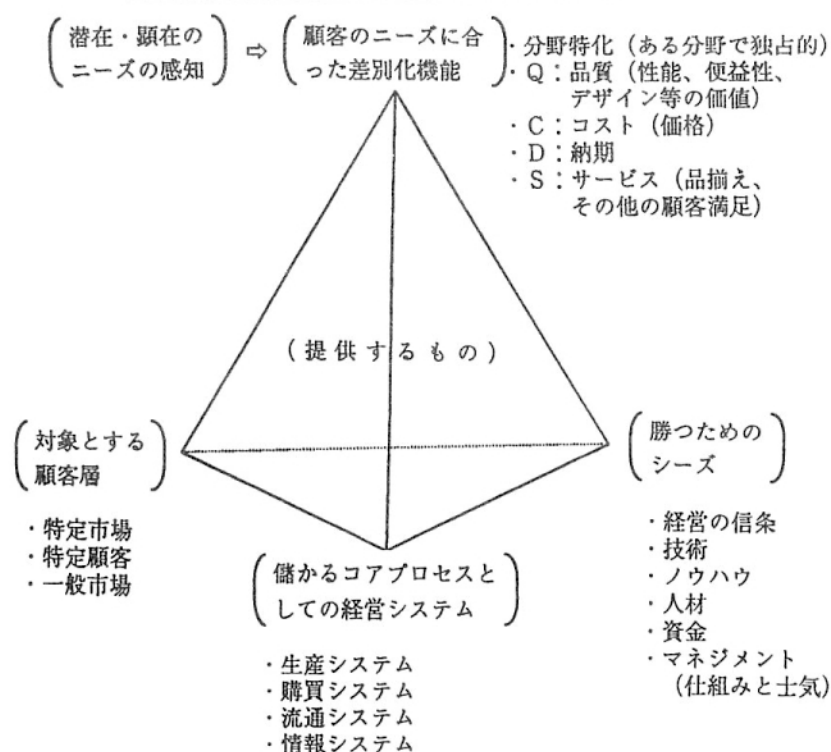 潜在・顕在の
ニーズの感知
⇨
顧客のニーズに合
った差別化機能
・分野特化（ある分野で独占的）
・Q：品質（性能、便益性、
デザイン等の価値）
・C：コスト（価格）
・D：納期
・S：サービス（品揃え、
その他の顧客満足）
（提供するもの）
対象とする
顧客層
・特定市場
・特定顧客
・一般市場
勝つための
シーズ
・経営の信条
・技術
・ノウハウ
・人材
・資金
・マネジメント
（仕組みと士気）
儲かるコアプロセスと
しての経営システム
・生産システム
・購買システム
・流通システム
・情報システム